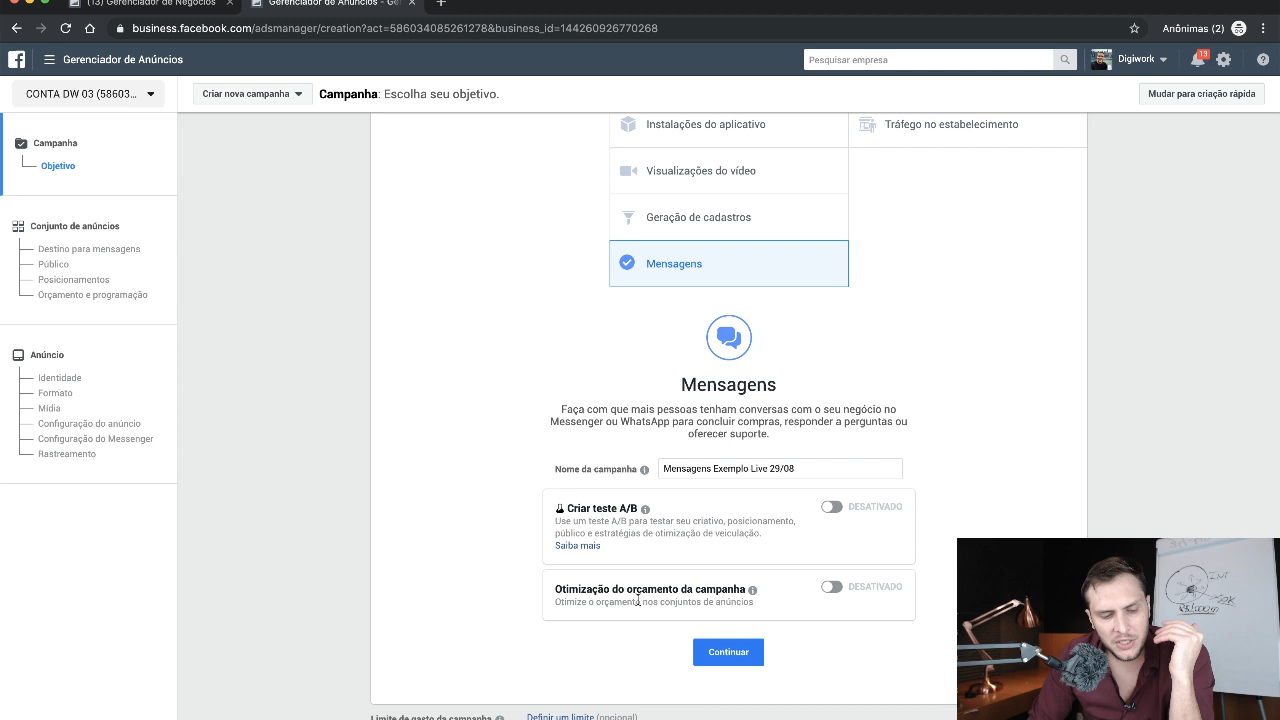 (13) Gerenciador de Negócios
Gerenciador de Anúncios - Ge
business.facebook.com/adsmanager/creation?act=586034085261278&business_id=144260926770268
Anônimas (2)
Gerenciador de Anúncios
Pesquisar empresa
Digiwork
13
CONTA DW 03 (58603...
Criar nova campanha
Campanha: Escolha seu objetivo.
Mudar para criação rápida
Campanha
Objetivo
Conjunto de anúncios
Destino para mensagens
Público
Posicionamentos
Orçamento e programação
Anúncio
Identidade
Formato
Mídia
Configuração do anúncio
Configuração do Messenger
Rastreamento
Instalações do aplicativo
Tráfego no estabelecimento
Visualizações do vídeo
Geração de cadastros
Mensagens
Mensagens
Faça com que mais pessoas tenham conversas com o seu negócio no
Messenger ou WhatsApp para concluir compras, responder a perguntas ou
oferecer suporte.
Nome da campanha
Mensagens Exemplo Live 29/08
Criar teste A/B
DESATIVADO
Use um teste A/B para testar seu criativo, posicionamento,
público e estratégias de otimização de veiculação.
Saiba mais
Otimização do orçamento da campanha
DESATIVADO
Otimize o orçamento nos conjuntos de anúncios
Continuar
Limite de gasto da campanha
Definir um limite (opcional)